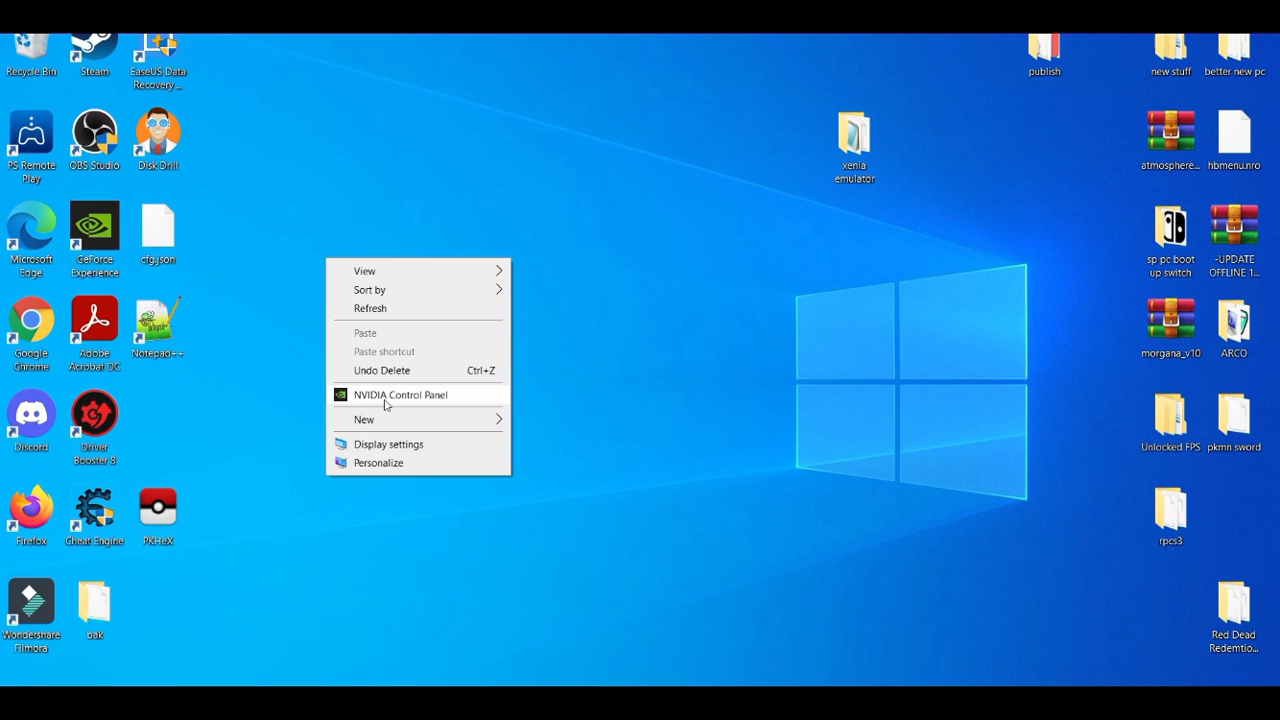 Recycle Bin
Steam
EaseUS Data
Recovery ...
PS Remote
Play
OBS Studio
Disk Drill
Microsoft
Edge
GeForce
Experience
cfg.json
Google
Chrome
Adobe
Acrobat DC
Notepad++
Discord
Driver
Booster 8
Firefox
Cheat Engine
PKHeX
Wondershare
Filmora
bak
View
Sort by
Refresh
Paste
Paste shortcut
Undo Delete Ctrl+Z
NVIDIA Control Panel
New
Display settings
Personalize
publish
new stuff
better new pc
xenia
emulator
atmosphere...
hbmenu.nro
sp pc boot
up switch
-UPDATE
OFFLINE 1...
morgana_v10
ARCO
Unlocked FPS
pkmn sword
rpcs3
Red Dead
Redemtio...